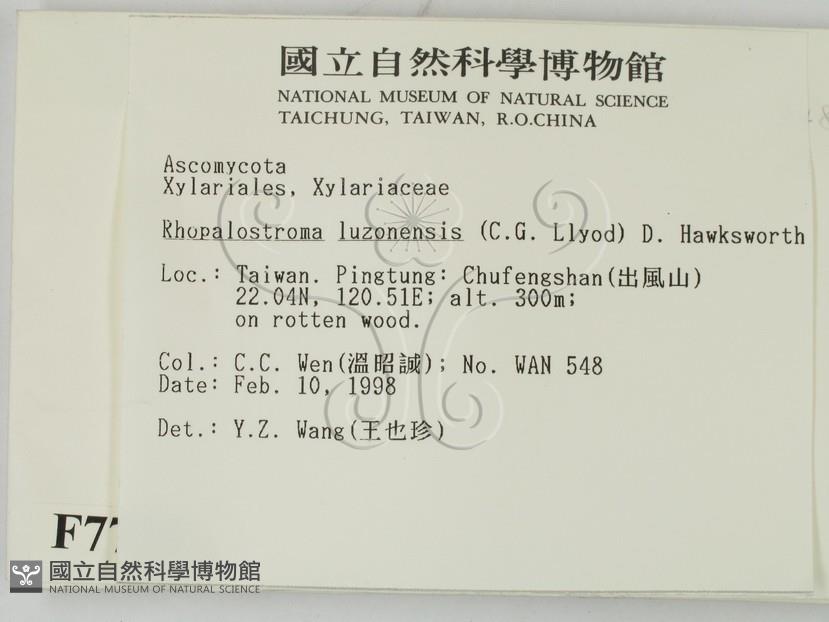 國立自然科學博物館
NATIONAL MUSEUM OF NATURAL SCIENCE
TAICHUNG, TAIWAN, R.O.CHINA
Ascomycota
Xylariales, Xylariaceae
Rhopalostroma luzonensis (C.G. Llyod) D. Hawksworth
Loc.: Taiwan. Pingtung: Chufengshan(出風山)
22.04N, 120.51E; alt. 300m;
on rotten wood.
Col.: C.C. Wen(溫昭誠); No. WAN 548
Date: Feb. 10, 1998
Det.: Y.Z. Wang(王也珍)
F77
國立自然科學博物館
NATIONAL MUSEUM OF NATURAL SCIENCE